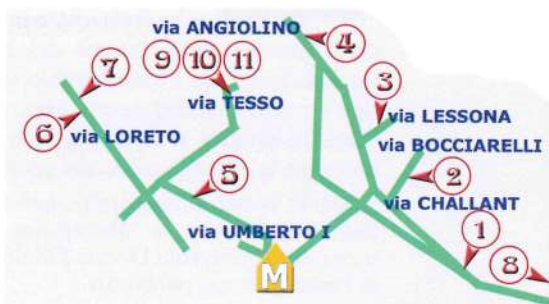 via ANGIOLINO
4
7
9 10 11
3
via TESSO
via LESSONA
6
via LORETO
via BOCCIARELLI
5
2
via CHALLANT
via UMBERTO I
1
M
8